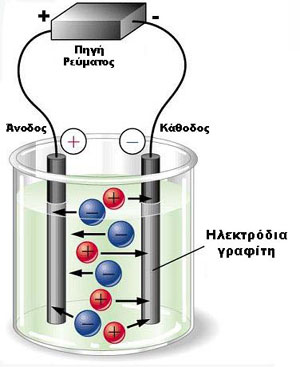 + -
Πηγή
Ρεύματος
Άνοδος
Κάθοδος
+ −
+
−
−
+
−
+
−
+
Ηλεκτρόδια
γραφίτη